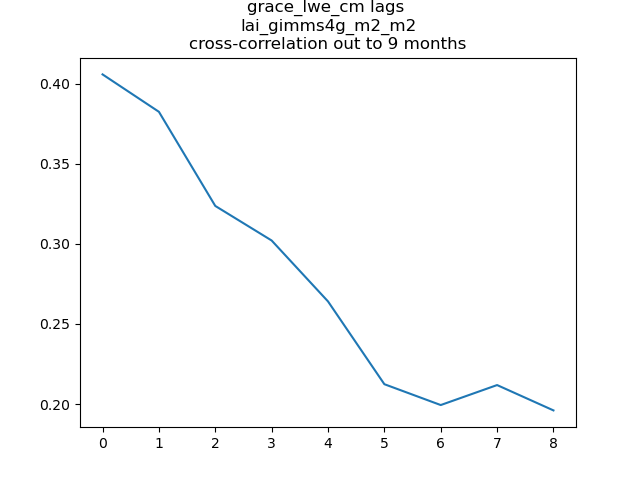 grace_lwe_cm lags
lai_gimms4g_m2_m2
cross-correlation out to 9 months
0.40
0.35
0.30
0.25
0.20
0 1 2 3 4 5 6 7 8